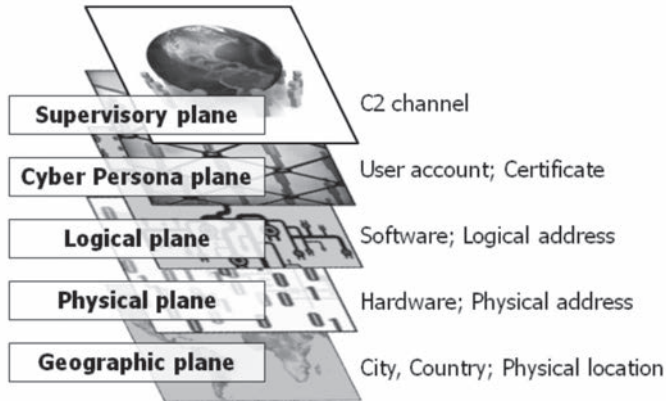 Supervisory plane
C2 channel
Cyber Persona plane
User account; Certificate
Logical plane
Software; Logical address
Physical plane
Hardware; Physical address
Geographic plane
City, Country; Physical location